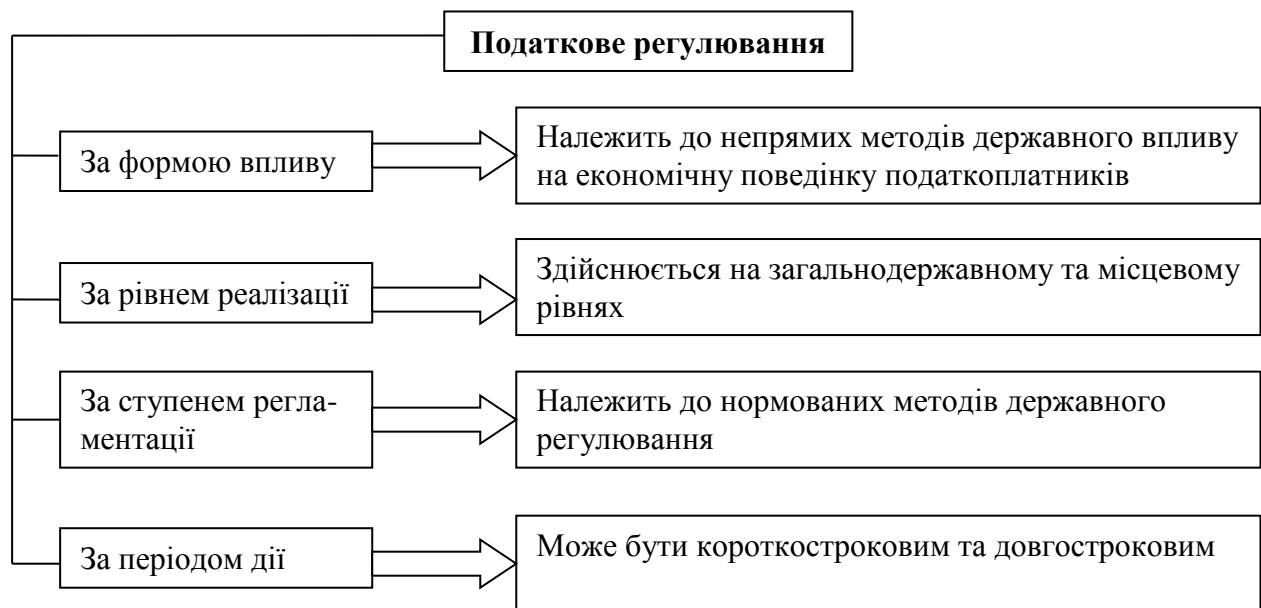 Податкове регулювання
За формою впливу
Належить до непрямих методів державного впливу
на економічну поведінку податкоплатників
За рівнем реалізації
Здійснюється на загальнодержавному та місцевому
рівнях
За ступенем регла-
ментації
Належить до нормованих методів державного
регулювання
За періодом дії
Може бути короткостроковим та довгостроковим